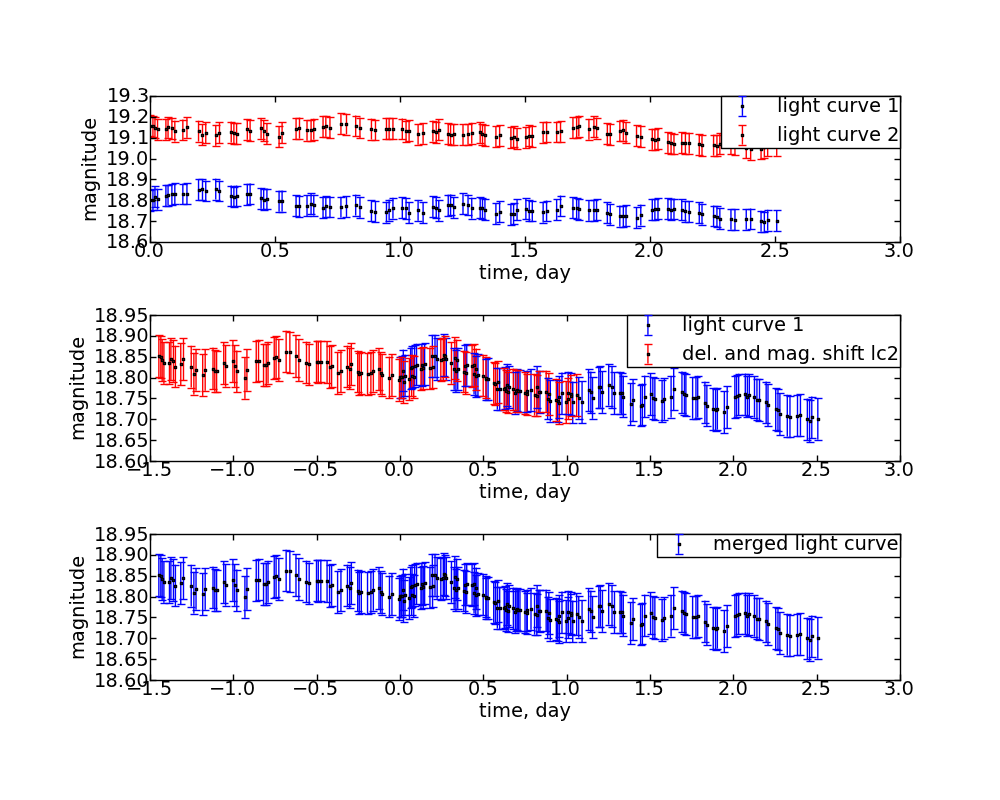 19.3
19.2
19.1
19.0
18.9
18.8
18.7
18.6
magnitude
light curve 1
light curve 2
0.0 0.5 1.0 1.5 2.0 2.5 3.0
time, day
18.95
18.90
18.85
18.80
18.75
18.70
18.65
18.60
magnitude
light curve 1
del. and mag. shift lc2
−1.5 −1.0 −0.5 0.0 0.5 1.0 1.5 2.0 2.5 3.0
time, day
18.95
18.90
18.85
18.80
18.75
18.70
18.65
18.60
magnitude
merged light curve
−1.5 −1.0 −0.5 0.0 0.5 1.0 1.5 2.0 2.5 3.0
time, day